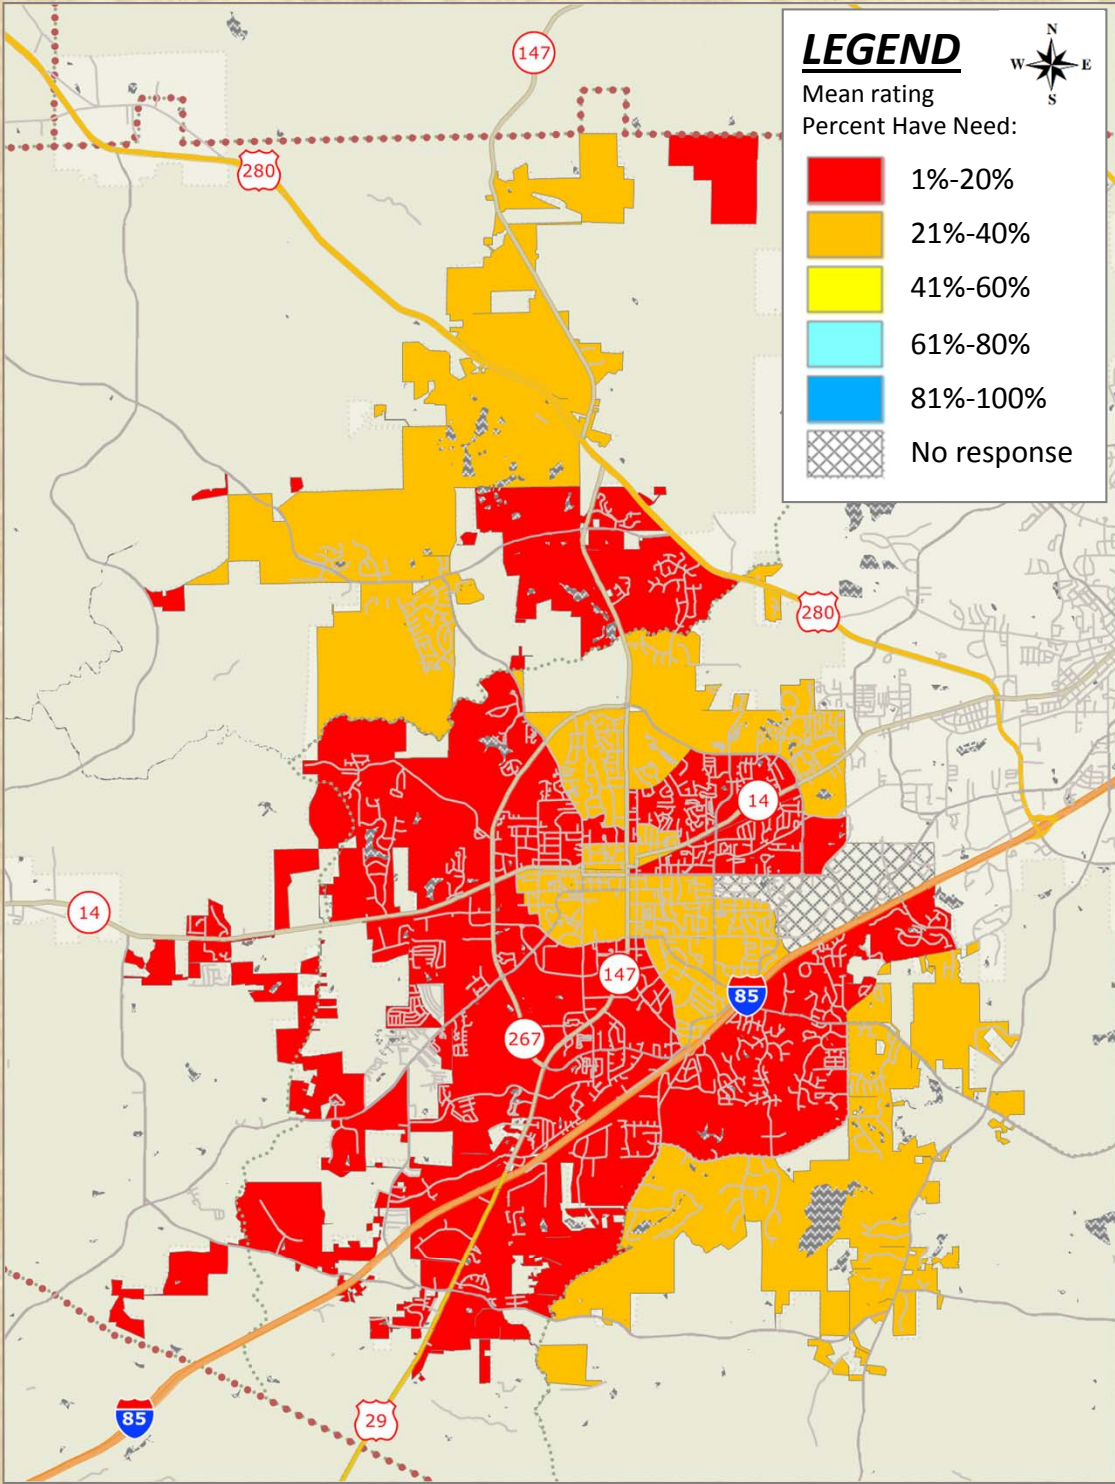 LEGEND
N
W E
S
Mean rating
Percent Have Need:
1%-20%
21%-40%
41%-60%
61%-80%
81%-100%
No response
147
280
280
14
14
147
85
267
85
29